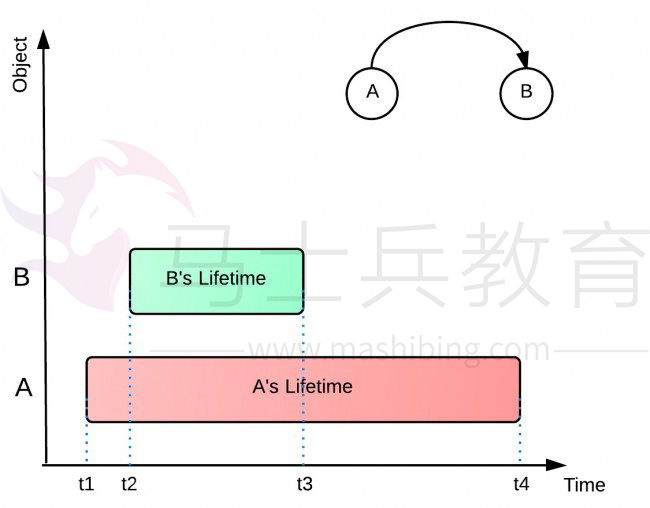 Object
A
B
B
B's Lifetime
马士兵教育
www.mashibing.com
A
A's Lifetime
t1
t2
t3
t4
Time